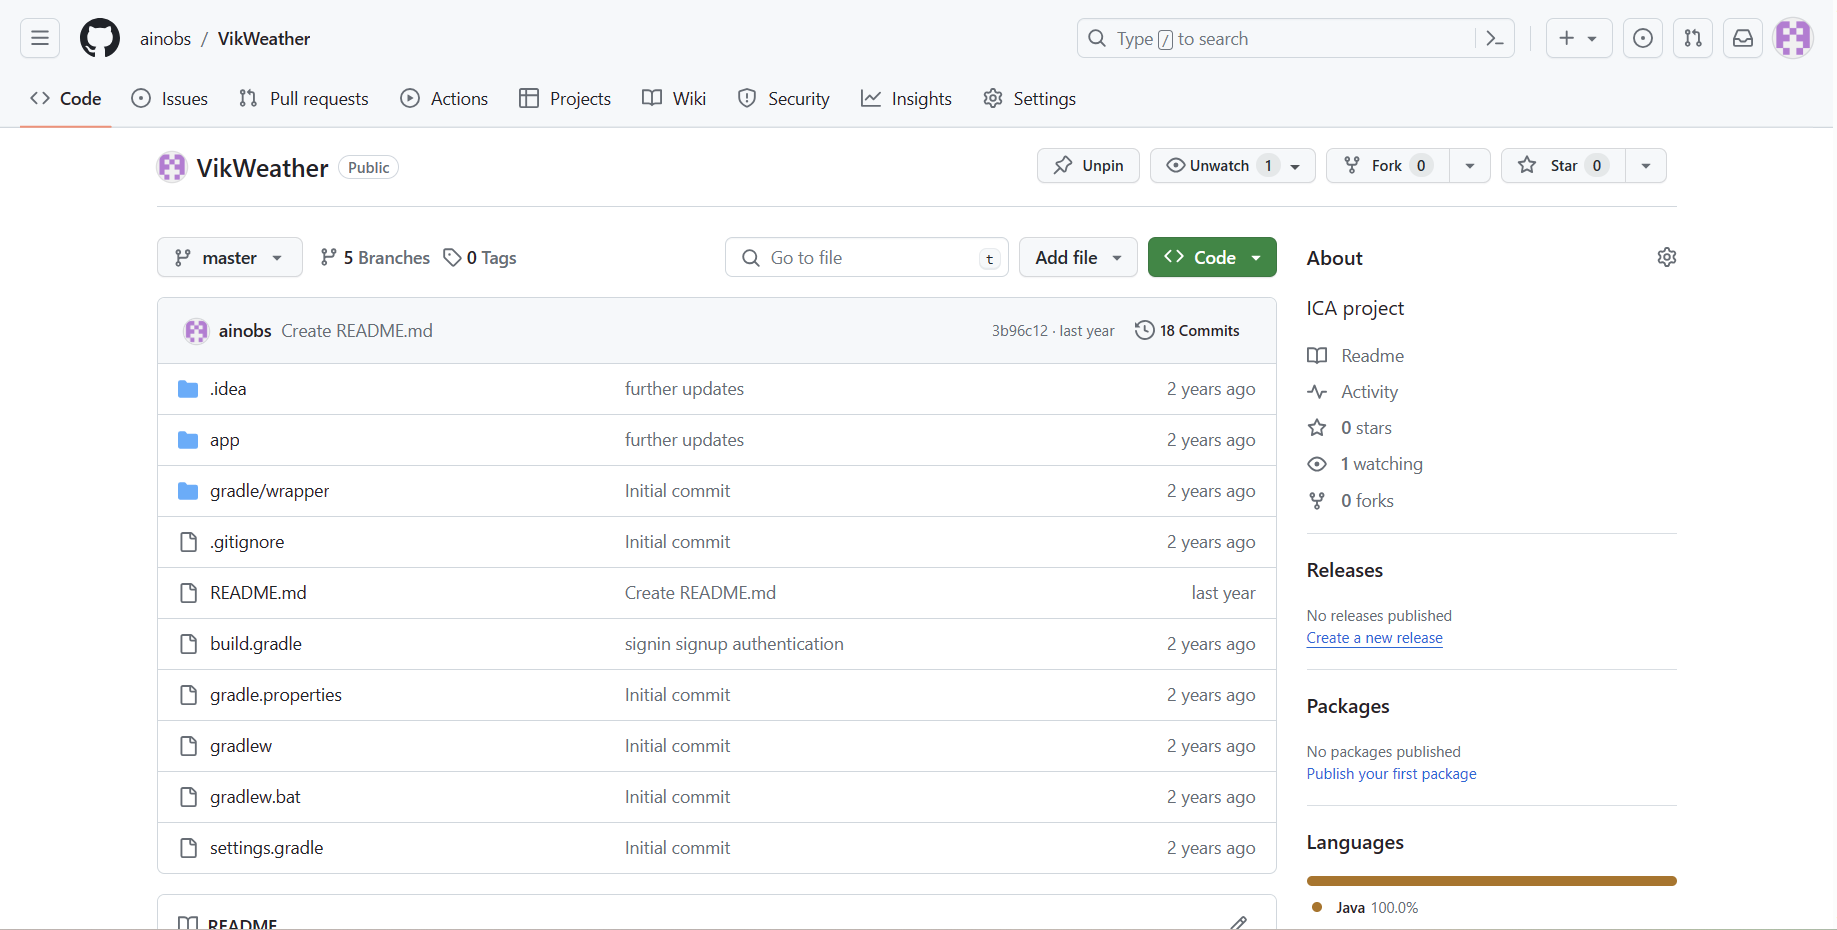 ainobs / VikWeather
Type / to search
Code Issues Pull requests Actions Projects Wiki Security Insights Settings
VikWeather Public
Unpin Unwatch 1 Fork 0 Star 0
master 5 Branches 0 Tags Go to file t Add file Code
ainobs Create README.md 3b96c12 · last year 18 Commits
.idea further updates 2 years ago
app further updates 2 years ago
gradle/wrapper Initial commit 2 years ago
.gitignore Initial commit 2 years ago
README.md Create README.md last year
build.gradle signin signup authentication 2 years ago
gradle.properties Initial commit 2 years ago
gradlew Initial commit 2 years ago
gradlew.bat Initial commit 2 years ago
settings.gradle Initial commit 2 years ago
README
About
ICA project
Readme
Activity
0 stars
1 watching
0 forks
Releases
No releases published
Create a new release
Packages
No packages published
Publish your first package
Languages
Java 100.0%